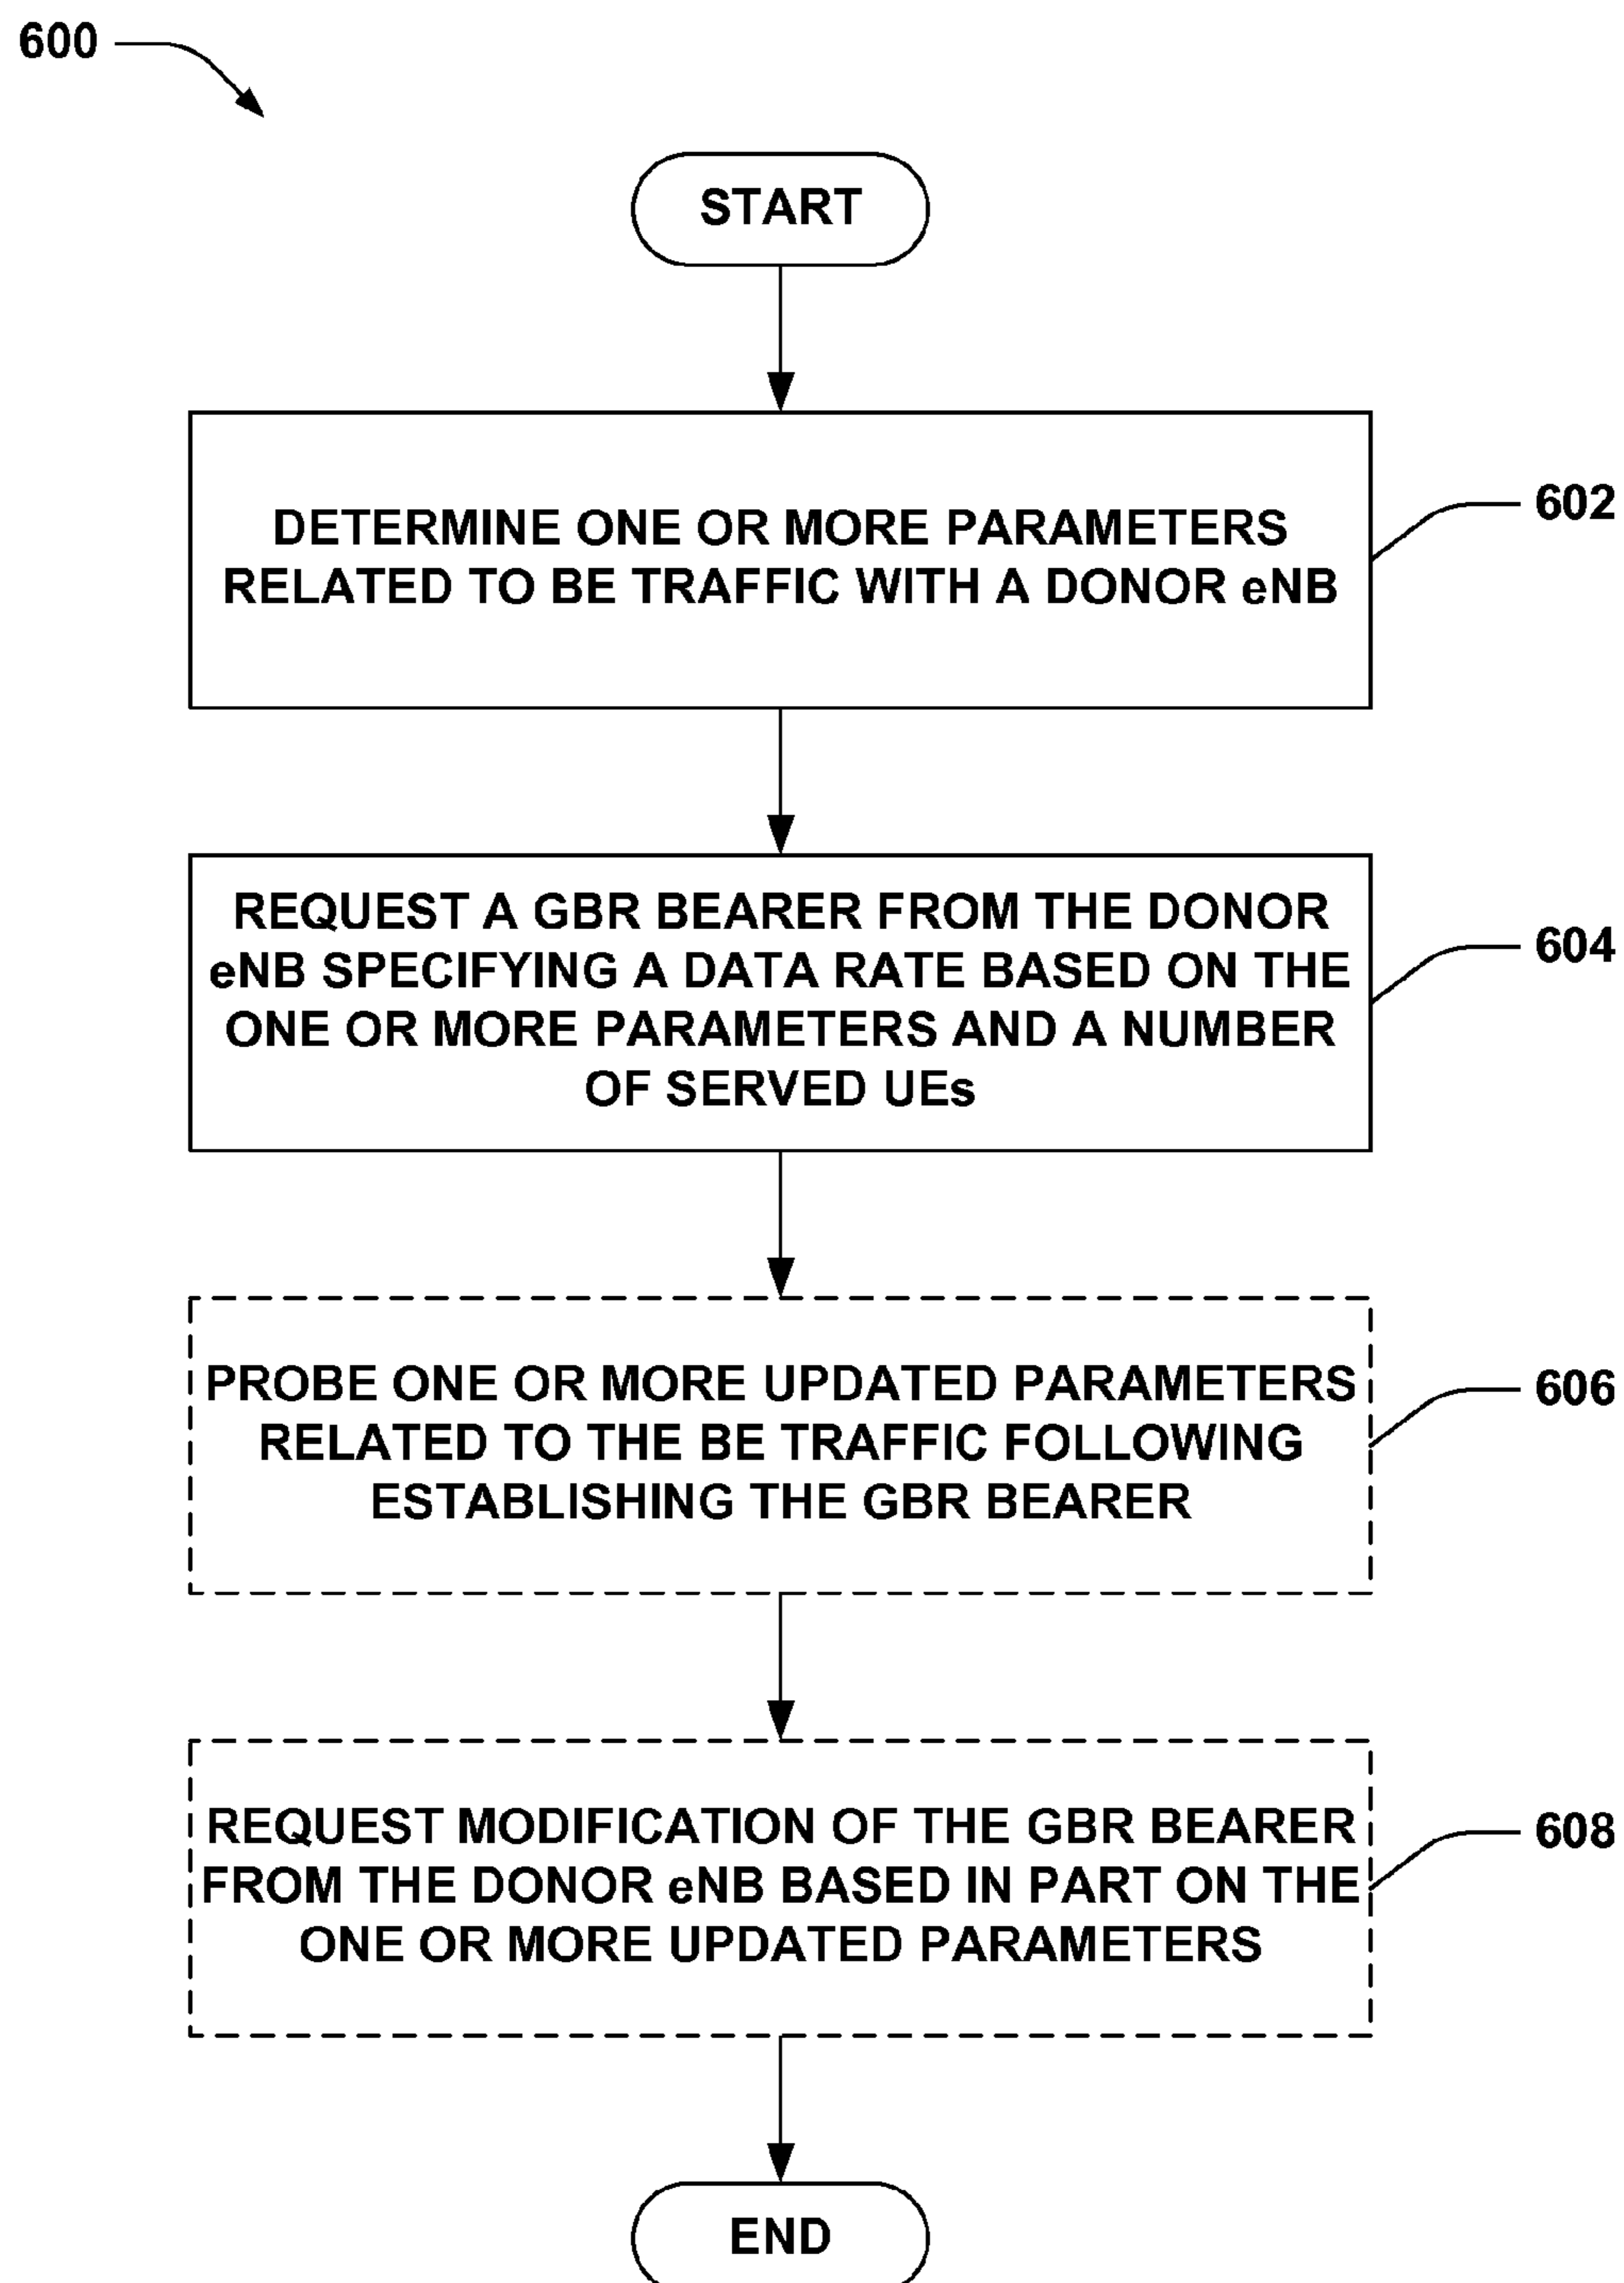 600
START
DETERMINE ONE OR MORE PARAMETERS
RELATED TO BE TRAFFIC WITH A DONOR eNB
602
REQUEST A GBR BEARER FROM THE DONOR
eNB SPECIFYING A DATA RATE BASED ON THE
ONE OR MORE PARAMETERS AND A NUMBER
OF SERVED UEs
604
PROBE ONE OR MORE UPDATED PARAMETERS
RELATED TO THE BE TRAFFIC FOLLOWING
ESTABLISHING THE GBR BEARER
606
REQUEST MODIFICATION OF THE GBR BEARER
FROM THE DONOR eNB BASED IN PART ON THE
ONE OR MORE UPDATED PARAMETERS
608
END